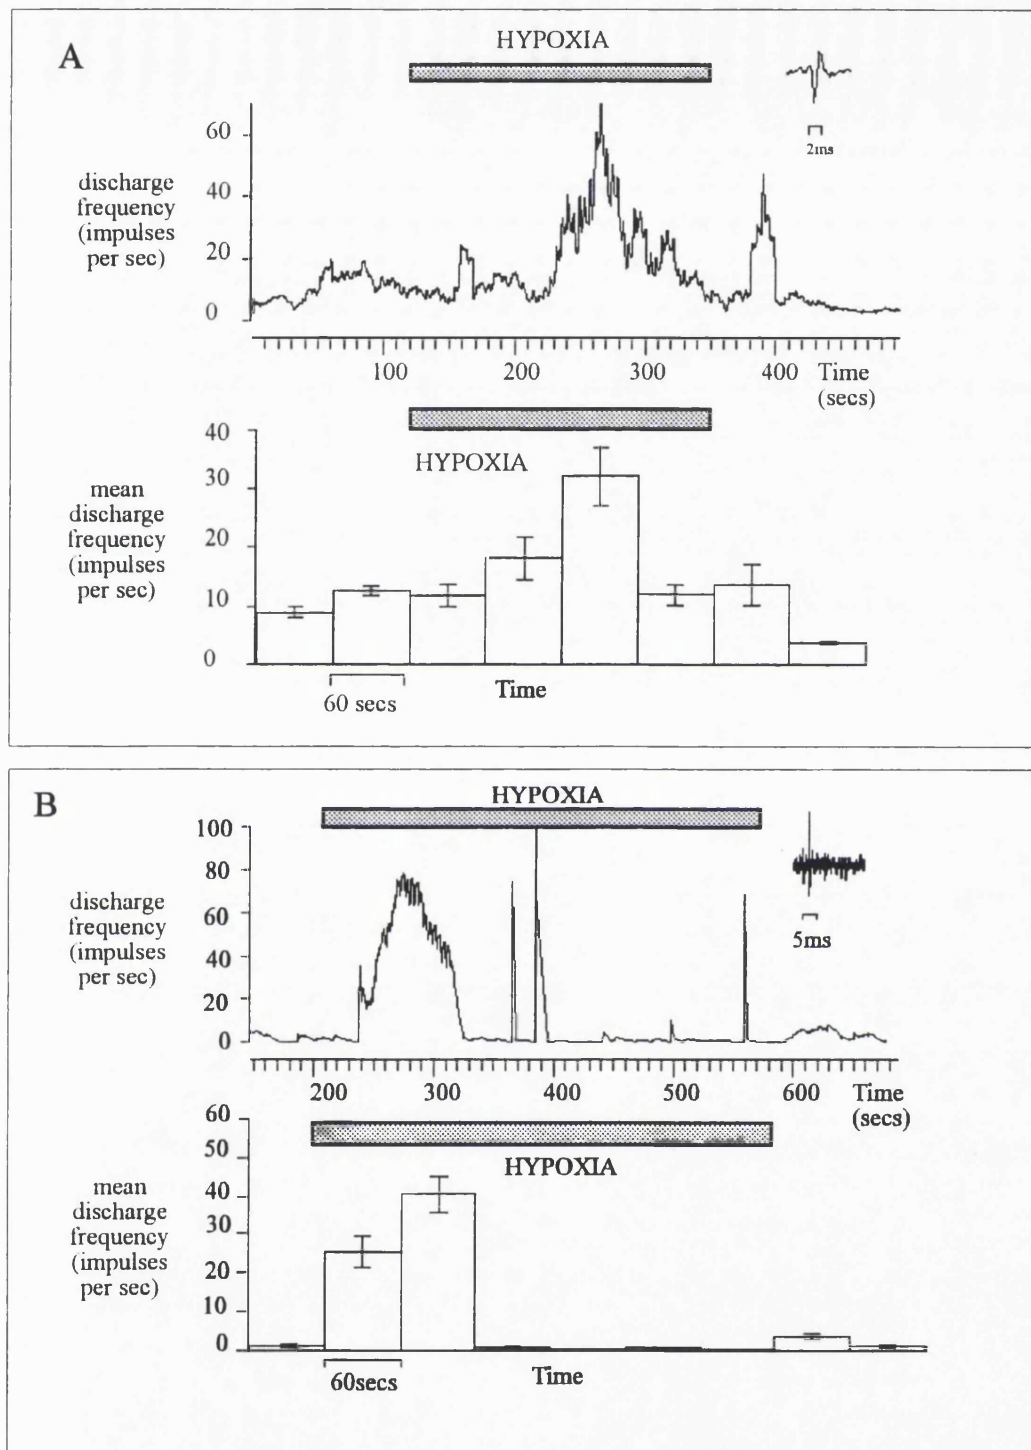 A
HYPOXIA
2ms
60
40
20
0
discharge
frequency
(impulses
per sec)
100 200 300 400 Time
(secs)
HYPOXIA
40
30
20
10
0
mean
discharge
frequency
(impulses
per sec)
60 secs
Time
B
HYPOXIA
100
80
60
40
20
0
discharge
frequency
(impulses
per sec)
5ms
200 300 400 500 600 Time
(secs)
HYPOXIA
60
50
40
30
20
10
0
mean
discharge
frequency
(impulses
per sec)
60secs
Time